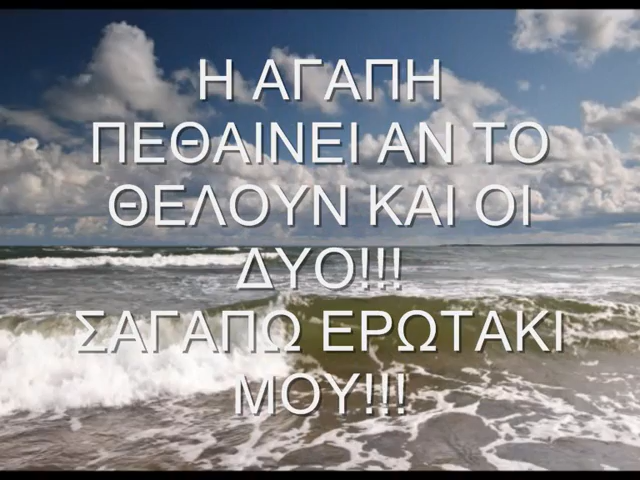 Η ΑΓΑΠΗ
ΠΕΘΑΙΝΕΙ ΑΝ ΤΟ
ΘΕΛΟΥΝ ΚΑΙ ΟΙ
ΔΥΟ!!!
ΣΑΓΑΠΩ ΕΡΩΤΑΚΙ
ΜΟΥ!!!